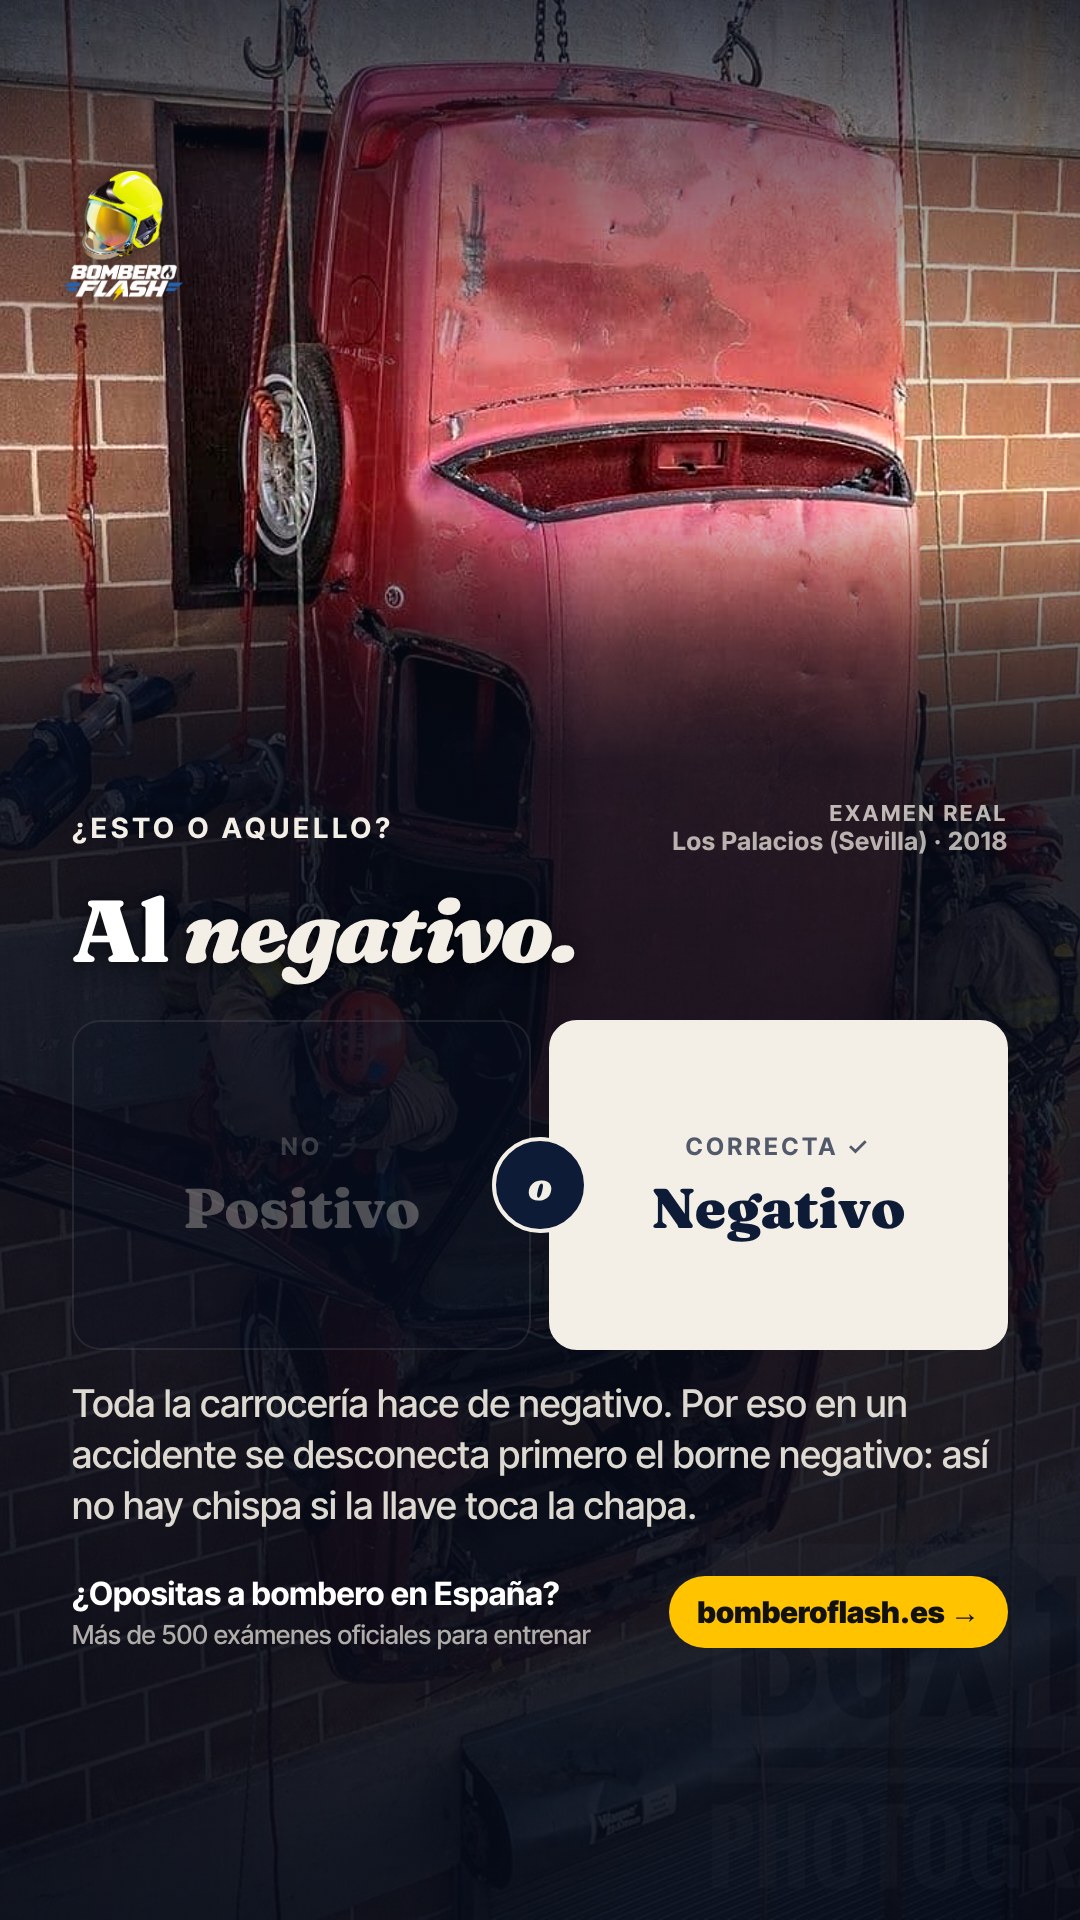 BOMBERO
FLASH
¿ESTO O AQUELLO?
EXAMEN REAL
Los Palacios (Sevilla) · 2018
Al negativo.
NO
Positivo
o
CORRECTA ✓
Negativo
Toda la carrocería hace de negativo. Por eso en un
accidente se desconecta primero el borne negativo: así
no hay chispa si la llave toca la chapa.
¿Opositas a bombero en España?
Más de 500 exámenes oficiales para entrenar
bomberoflash.es →
BOX 1